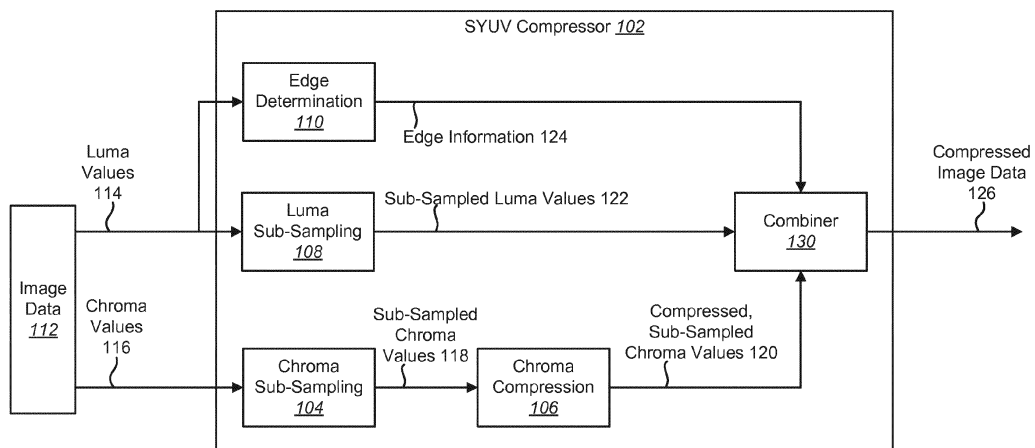 SYUV Compressor 102
Edge
Determination
110
Edge Information 124
Luma
Values
114
Compressed
Image Data
126
Sub-Sampled Luma Values 122
Luma
Sub-Sampling
108
Combiner
130
Image
Data
112
Chroma
Values
116
Sub-Sampled
Chroma
Values 118
Compressed,
Sub-Sampled
Chroma Values 120
Chroma
Sub-Sampling
104
Chroma
Compression
106